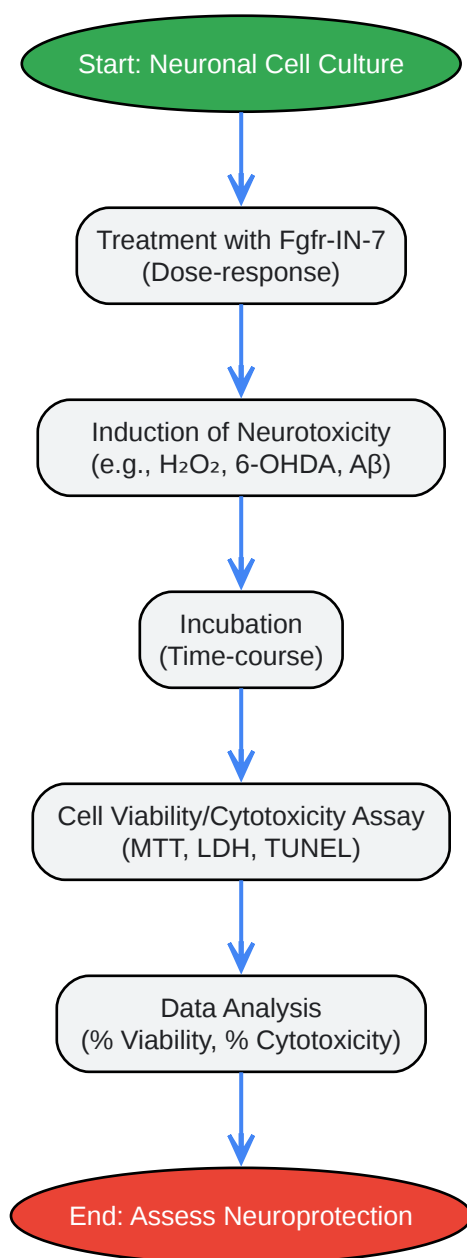 Start: Neuronal Cell Culture
Treatment with Fgfr-IN-7
(Dose-response)
Induction of Neurotoxicity
(e.g., H₂O₂, 6-OHDA, Aβ)
Incubation
(Time-course)
Cell Viability/Cytotoxicity Assay
(MTT, LDH, TUNEL)
Data Analysis
(% Viability, % Cytotoxicity)
End: Assess Neuroprotection